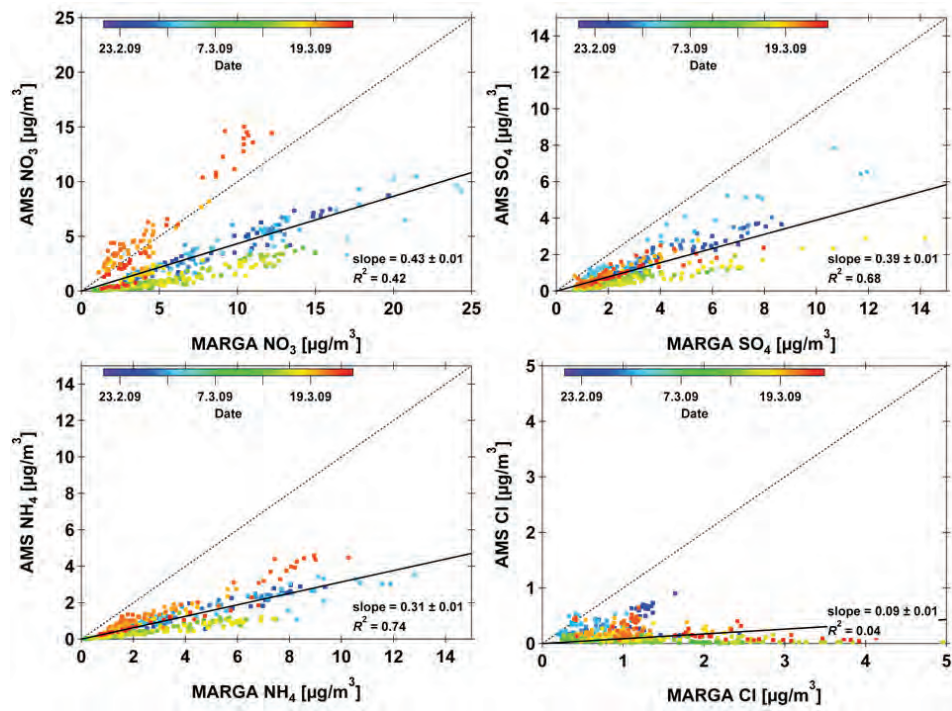 25
20
15
10
5
0
AMS NO3 [µg/m³]
23.2.09 7.3.09 19.3.09
Date
slope = 0.43 ± 0.01
R² = 0.42
0 5 10 15 20 25
MARGA NO3 [µg/m³]
14
12
10
8
6
4
2
0
AMS SO4 [µg/m³]
23.2.09 7.3.09 19.3.09
Date
slope = 0.39 ± 0.01
R² = 0.68
0 2 4 6 8 10 12 14
MARGA SO4 [µg/m³]
14
12
10
8
6
4
2
0
AMS NH4 [µg/m³]
23.2.09 7.3.09 19.3.09
Date
slope = 0.31 ± 0.01
R² = 0.74
0 2 4 6 8 10 12 14
MARGA NH4 [µg/m³]
5
4
3
2
1
0
AMS Cl [µg/m³]
23.2.09 7.3.09 19.3.09
Date
slope = 0.09 ± 0.01
R² = 0.04
0 1 2 3 4 5
MARGA Cl [µg/m³]